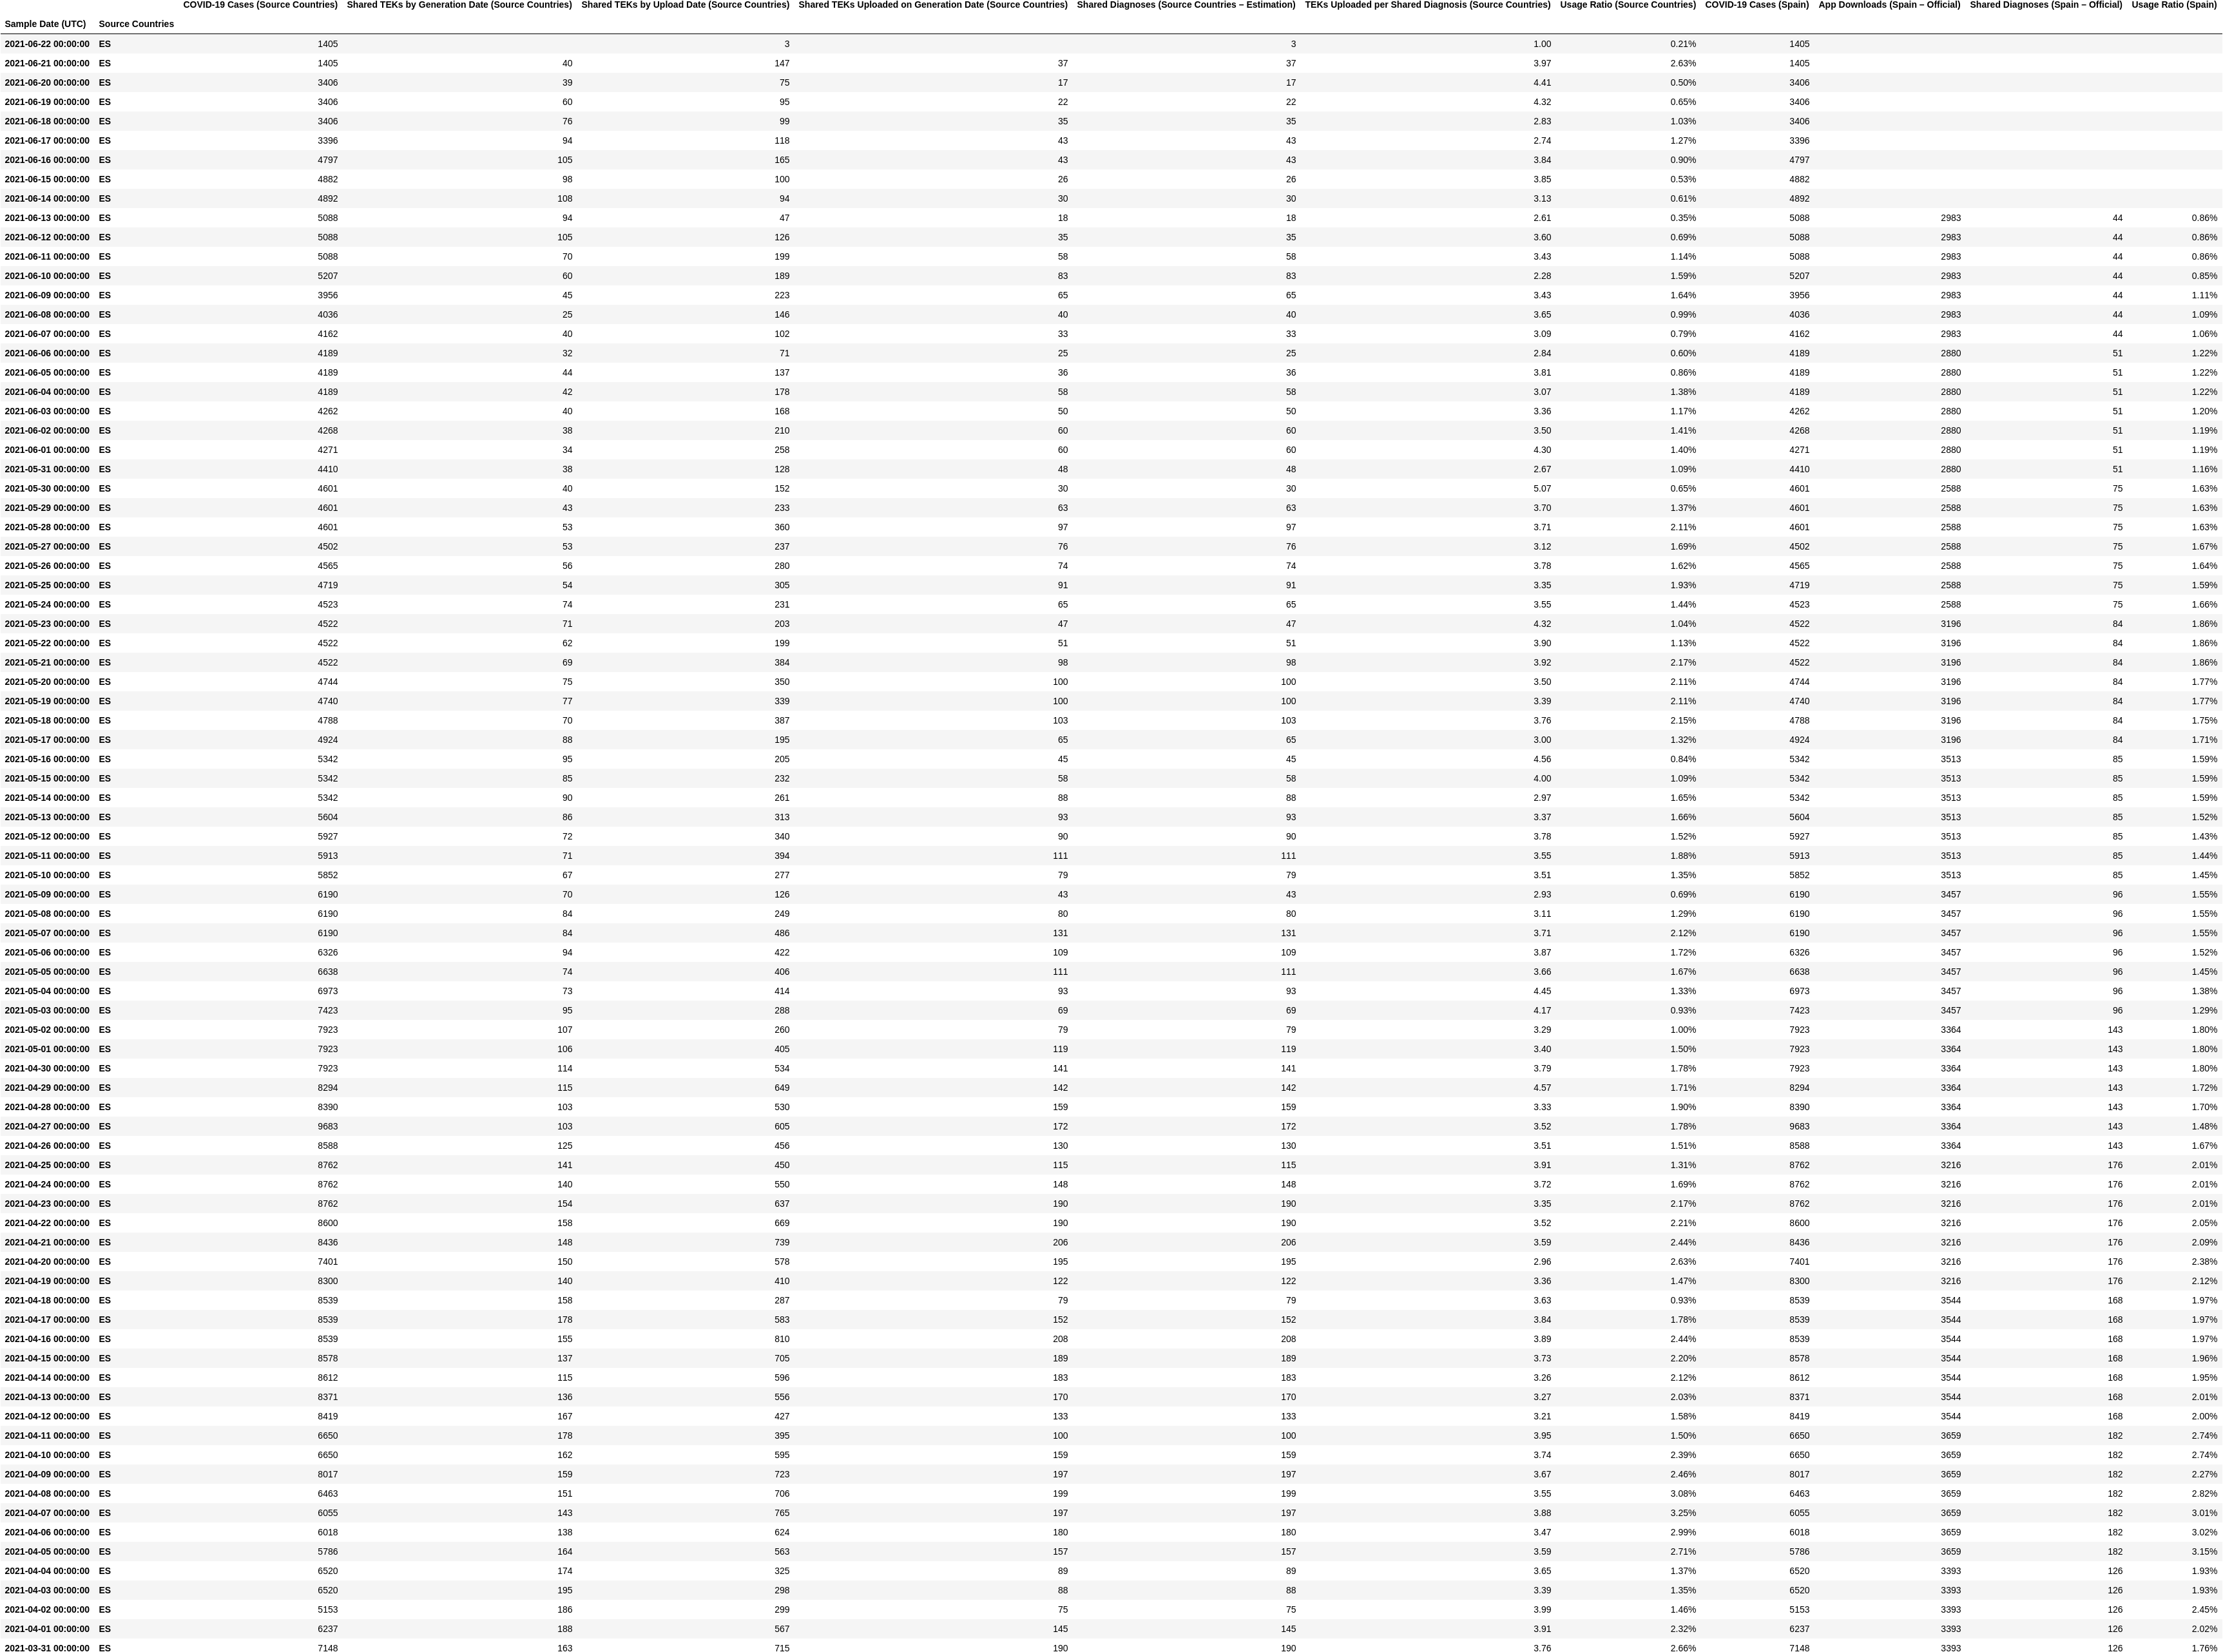 COVID-19 Cases (Source Countries) Shared TEKs by Generation Date (Source Countries) Shared TEKs by Upload Date (Source Countries) Shared TEKs Uploaded on Generation Date (Source Countries) Shared Diagnoses (Source Countries – Estimation) TEKs Uploaded per Shared Diagnosis (Source Countries) Usage Ratio (Source Countries) COVID-19 Cases (Spain) App Downloads (Spain – Official) Shared Diagnoses (Spain – Official) Usage Ratio (Spain)
Sample Date (UTC) Source Countries
2021-06-22 00:00:00 ES 1405 3 3 1.00 0.21% 1405
2021-06-21 00:00:00 ES 1405 40 147 37 37 3.97 2.63% 1405
2021-06-20 00:00:00 ES 3406 39 75 17 17 4.41 0.50% 3406
2021-06-19 00:00:00 ES 3406 60 95 22 22 4.32 0.65% 3406
2021-06-18 00:00:00 ES 3406 76 99 35 35 2.83 1.03% 3406
2021-06-17 00:00:00 ES 3396 94 118 43 43 2.74 1.27% 3396
2021-06-16 00:00:00 ES 4797 105 165 43 43 3.84 0.90% 4797
2021-06-15 00:00:00 ES 4882 98 100 26 26 3.85 0.53% 4882
2021-06-14 00:00:00 ES 4892 108 94 30 30 3.13 0.61% 4892
2021-06-13 00:00:00 ES 5088 94 47 18 18 2.61 0.35% 5088 2983 44 0.86%
2021-06-12 00:00:00 ES 5088 105 126 35 35 3.60 0.69% 5088 2983 44 0.86%
2021-06-11 00:00:00 ES 5088 70 199 58 58 3.43 1.14% 5088 2983 44 0.86%
2021-06-10 00:00:00 ES 5207 60 189 83 83 2.28 1.59% 5207 2983 44 0.85%
2021-06-09 00:00:00 ES 3956 45 223 65 65 3.43 1.64% 3956 2983 44 1.11%
2021-06-08 00:00:00 ES 4036 25 146 40 40 3.65 0.99% 4036 2983 44 1.09%
2021-06-07 00:00:00 ES 4162 40 102 33 33 3.09 0.79% 4162 2983 44 1.06%
2021-06-06 00:00:00 ES 4189 32 71 25 25 2.84 0.60% 4189 2880 51 1.22%
2021-06-05 00:00:00 ES 4189 44 137 36 36 3.81 0.86% 4189 2880 51 1.22%
2021-06-04 00:00:00 ES 4189 42 178 58 58 3.07 1.38% 4189 2880 51 1.22%
2021-06-03 00:00:00 ES 4262 40 168 50 50 3.36 1.17% 4262 2880 51 1.20%
2021-06-02 00:00:00 ES 4268 38 210 60 60 3.50 1.41% 4268 2880 51 1.19%
2021-06-01 00:00:00 ES 4271 34 258 60 60 4.30 1.40% 4271 2880 51 1.19%
2021-05-31 00:00:00 ES 4410 38 128 48 48 2.67 1.09% 4410 2880 51 1.16%
2021-05-30 00:00:00 ES 4601 40 152 30 30 5.07 0.65% 4601 2588 75 1.63%
2021-05-29 00:00:00 ES 4601 43 233 63 63 3.70 1.37% 4601 2588 75 1.63%
2021-05-28 00:00:00 ES 4601 53 360 97 97 3.71 2.11% 4601 2588 75 1.63%
2021-05-27 00:00:00 ES 4502 53 237 76 76 3.12 1.69% 4502 2588 75 1.67%
2021-05-26 00:00:00 ES 4565 56 280 74 74 3.78 1.62% 4565 2588 75 1.64%
2021-05-25 00:00:00 ES 4719 54 305 91 91 3.35 1.93% 4719 2588 75 1.59%
2021-05-24 00:00:00 ES 4523 74 231 65 65 3.55 1.44% 4523 2588 75 1.66%
2021-05-23 00:00:00 ES 4522 71 203 47 47 4.32 1.04% 4522 3196 84 1.86%
2021-05-22 00:00:00 ES 4522 62 199 51 51 3.90 1.13% 4522 3196 84 1.86%
2021-05-21 00:00:00 ES 4522 69 384 98 98 3.92 2.17% 4522 3196 84 1.86%
2021-05-20 00:00:00 ES 4744 75 350 100 100 3.50 2.11% 4744 3196 84 1.77%
2021-05-19 00:00:00 ES 4740 77 339 100 100 3.39 2.11% 4740 3196 84 1.77%
2021-05-18 00:00:00 ES 4788 70 387 103 103 3.76 2.15% 4788 3196 84 1.75%
2021-05-17 00:00:00 ES 4924 88 195 65 65 3.00 1.32% 4924 3196 84 1.71%
2021-05-16 00:00:00 ES 5342 95 205 45 45 4.56 0.84% 5342 3513 85 1.59%
2021-05-15 00:00:00 ES 5342 85 232 58 58 4.00 1.09% 5342 3513 85 1.59%
2021-05-14 00:00:00 ES 5342 90 261 88 88 2.97 1.65% 5342 3513 85 1.59%
2021-05-13 00:00:00 ES 5604 86 313 93 93 3.37 1.66% 5604 3513 85 1.52%
2021-05-12 00:00:00 ES 5927 72 340 90 90 3.78 1.52% 5927 3513 85 1.43%
2021-05-11 00:00:00 ES 5913 71 394 111 111 3.55 1.88% 5913 3513 85 1.44%
2021-05-10 00:00:00 ES 5852 67 277 79 79 3.51 1.35% 5852 3513 85 1.45%
2021-05-09 00:00:00 ES 6190 70 126 43 43 2.93 0.69% 6190 3457 96 1.55%
2021-05-08 00:00:00 ES 6190 84 249 80 80 3.11 1.29% 6190 3457 96 1.55%
2021-05-07 00:00:00 ES 6190 84 486 131 131 3.71 2.12% 6190 3457 96 1.55%
2021-05-06 00:00:00 ES 6326 94 422 109 109 3.87 1.72% 6326 3457 96 1.52%
2021-05-05 00:00:00 ES 6638 74 406 111 111 3.66 1.67% 6638 3457 96 1.45%
2021-05-04 00:00:00 ES 6973 73 414 93 93 4.45 1.33% 6973 3457 96 1.38%
2021-05-03 00:00:00 ES 7423 95 288 69 69 4.17 0.93% 7423 3457 96 1.29%
2021-05-02 00:00:00 ES 7923 107 260 79 79 3.29 1.00% 7923 3364 143 1.80%
2021-05-01 00:00:00 ES 7923 106 405 119 119 3.40 1.50% 7923 3364 143 1.80%
2021-04-30 00:00:00 ES 7923 114 534 141 141 3.79 1.78% 7923 3364 143 1.80%
2021-04-29 00:00:00 ES 8294 115 649 142 142 4.57 1.71% 8294 3364 143 1.72%
2021-04-28 00:00:00 ES 8390 103 530 159 159 3.33 1.90% 8390 3364 143 1.70%
2021-04-27 00:00:00 ES 9683 103 605 172 172 3.52 1.78% 9683 3364 143 1.48%
2021-04-26 00:00:00 ES 8588 125 456 130 130 3.51 1.51% 8588 3364 143 1.67%
2021-04-25 00:00:00 ES 8762 141 450 115 115 3.91 1.31% 8762 3216 176 2.01%
2021-04-24 00:00:00 ES 8762 140 550 148 148 3.72 1.69% 8762 3216 176 2.01%
2021-04-23 00:00:00 ES 8762 154 637 190 190 3.35 2.17% 8762 3216 176 2.01%
2021-04-22 00:00:00 ES 8600 158 669 190 190 3.52 2.21% 8600 3216 176 2.05%
2021-04-21 00:00:00 ES 8436 148 739 206 206 3.59 2.44% 8436 3216 176 2.09%
2021-04-20 00:00:00 ES 7401 150 578 195 195 2.96 2.63% 7401 3216 176 2.38%
2021-04-19 00:00:00 ES 8300 140 410 122 122 3.36 1.47% 8300 3216 176 2.12%
2021-04-18 00:00:00 ES 8539 158 287 79 79 3.63 0.93% 8539 3544 168 1.97%
2021-04-17 00:00:00 ES 8539 178 583 152 152 3.84 1.78% 8539 3544 168 1.97%
2021-04-16 00:00:00 ES 8539 155 810 208 208 3.89 2.44% 8539 3544 168 1.97%
2021-04-15 00:00:00 ES 8578 137 705 189 189 3.73 2.20% 8578 3544 168 1.96%
2021-04-14 00:00:00 ES 8612 115 596 183 183 3.26 2.12% 8612 3544 168 1.95%
2021-04-13 00:00:00 ES 8371 136 556 170 170 3.27 2.03% 8371 3544 168 2.01%
2021-04-12 00:00:00 ES 8419 167 427 133 133 3.21 1.58% 8419 3544 168 2.00%
2021-04-11 00:00:00 ES 6650 178 395 100 100 3.95 1.50% 6650 3659 182 2.74%
2021-04-10 00:00:00 ES 6650 162 595 159 159 3.74 2.39% 6650 3659 182 2.74%
2021-04-09 00:00:00 ES 8017 159 723 197 197 3.67 2.46% 8017 3659 182 2.27%
2021-04-08 00:00:00 ES 6463 151 706 199 199 3.55 3.08% 6463 3659 182 2.82%
2021-04-07 00:00:00 ES 6055 143 765 197 197 3.88 3.25% 6055 3659 182 3.01%
2021-04-06 00:00:00 ES 6018 138 624 180 180 3.47 2.99% 6018 3659 182 3.02%
2021-04-05 00:00:00 ES 5786 164 563 157 157 3.59 2.71% 5786 3659 182 3.15%
2021-04-04 00:00:00 ES 6520 174 325 89 89 3.65 1.37% 6520 3393 126 1.93%
2021-04-03 00:00:00 ES 6520 195 298 88 88 3.39 1.35% 6520 3393 126 1.93%
2021-04-02 00:00:00 ES 5153 186 299 75 75 3.99 1.46% 5153 3393 126 2.45%
2021-04-01 00:00:00 ES 6237 188 567 145 145 3.91 2.32% 6237 3393 126 2.02%
2021-03-31 00:00:00 ES 7148 163 715 190 190 3.76 2.66% 7148 3393 126 1.76%